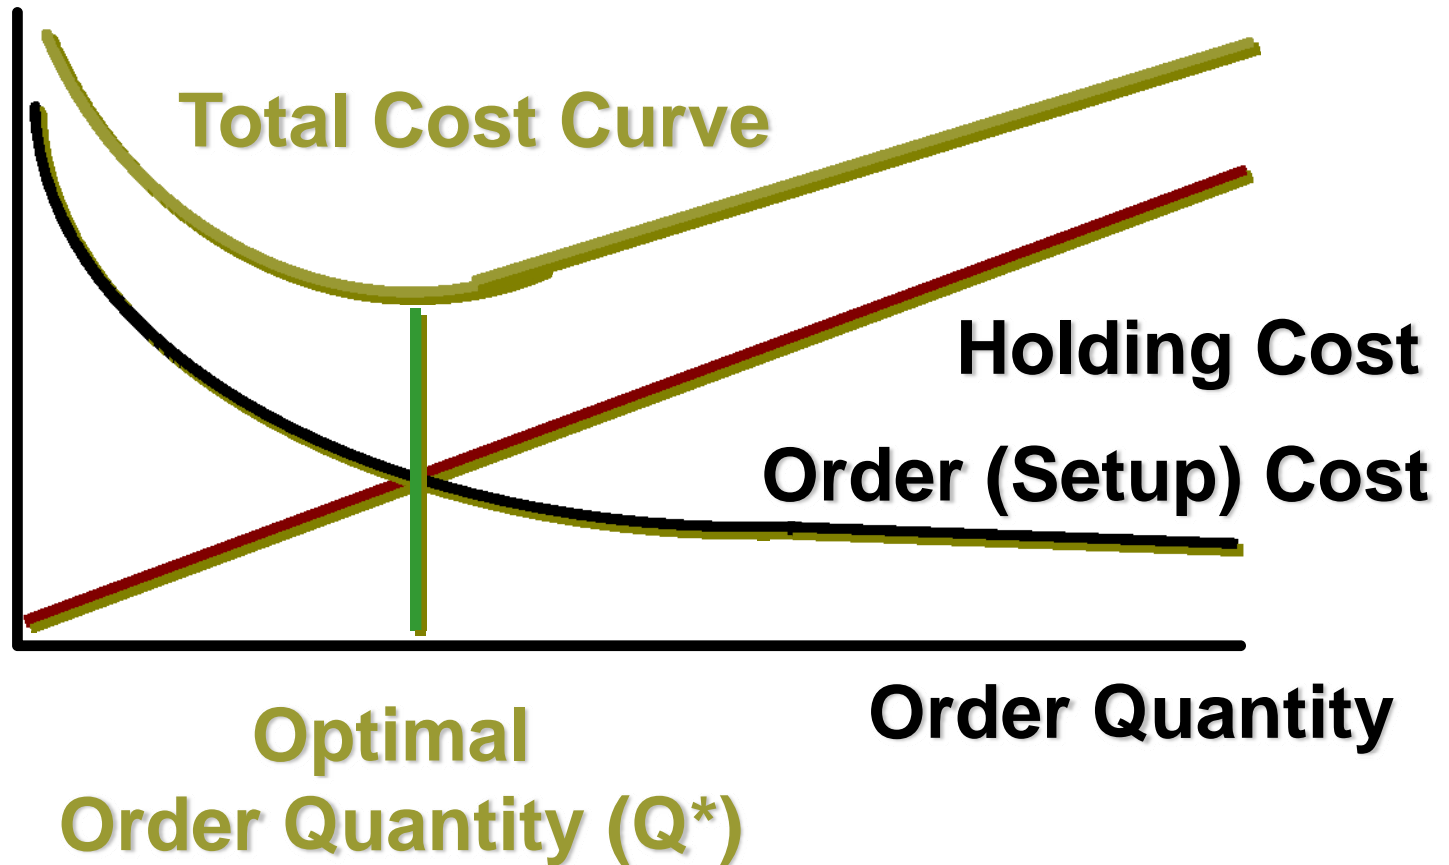 Total Cost Curve
Holding Cost
Order (Setup) Cost
Order Quantity
Optimal
Order Quantity (Q*)